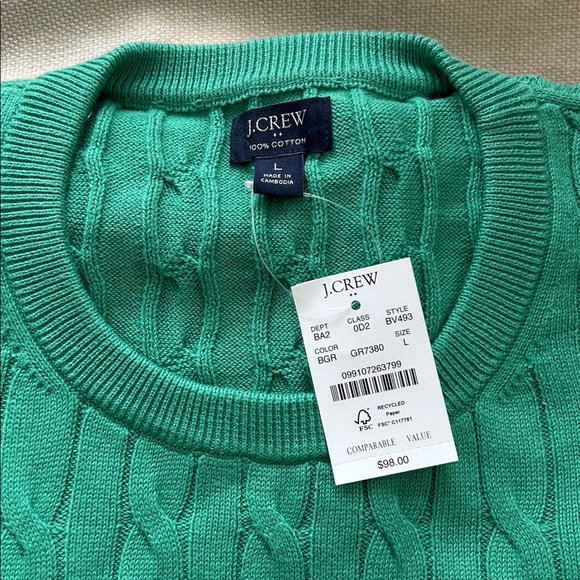 J.CREW
100% COTTON
L
MADE IN
CAMBODIA
J.CREW
DEPT CLASS STYLE
BA2 0D2 BV493
COLOR SIZE
BGR GR7380 L
099107263799
FSC
RECYCLED
Paper
FSC® C117781
COMPARABLE VALUE
$98.00